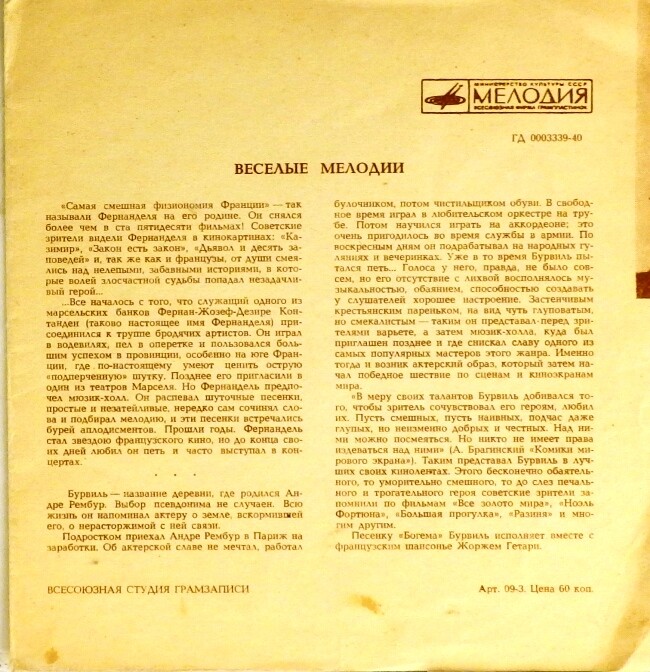 МИНИСТЕРСТВО КУЛЬТУРЫ СССР
МЕЛОДИЯ
ВСЕСОЮЗНАЯ ФИРМА ГРАМПЛАСТИНОК
ГД 0003339-40
ВЕСЕЛЫЕ МЕЛОДИИ
«Самая смешная физиономия Франции» — так
называли Фернанделя на его родине. Он снялся
более чем в ста пятидесяти фильмах! Советские
зрители видели Фернанделя в кинокартинах: «Ка-
зимир», «Закон есть закон», «Дьявол и десять за-
поведей» и, так же как и французы, от души сме-
ялись над нелепыми, забавными историями, в кото-
рые волей злосчастной судьбы попадал незадачли-
вый герой...
...Все началось с того, что служащий одного из
марсельских банков Фернан-Жозеф-Дезире Кон-
танден (таково настоящее имя Фернанделя) при-
соединился к труппе бродячих артистов. Он играл
в водевилях, пел в оперетке и пользовался боль-
шим успехом в провинции, особенно на юге Фран-
ции, где по-настоящему умеют ценить острую
«подперченную» шутку. Позднее его пригласили в
один из театров Марселя. Но Фернандель предпо-
чел мюзик-холл. Он распевал шуточные песенки,
простые и незатейливые, нередко сам сочинял сло-
ва и подбирал мелодию, и эти песенки встречались
бурей аплодисментов. Прошли годы. Фернандель
стал звездою французского кино, но до конца сво-
их дней любил он петь и часто выступал в кон-
цертах.
Бурвиль — название деревни, где родился Ан-
дре Рембур. Выбор псевдонима не случаен. Всю
жизнь он напоминал актеру о земле, вскормившей
его, о нерасторжимой с ней связи.
Подростком приехал Андре Рембур в Париж на
заработки. Об актерской славе не мечтал, работал
булочником, потом чистильщиком обуви. В свобод-
ное время играл в любительском оркестре на тру-
бе. Потом научился играть на аккордеоне; это
очень пригодилось во время службы в армии. По
воскресным дням он подрабатывал на народных гу-
ляниях и вечеринках. Уже в то время Бурвиль пы-
тался петь... Голоса у него, правда, не было сов-
сем, но его отсутствие с лихвой восполнялось му-
зыкальностью, обаянием, способностью создавать
у слушателей хорошее настроение. Застенчивым
крестьянским пареньком, на вид чуть глуповатым,
но смекалистым — таким он представал перед зри-
телями варьете, а затем мюзик-холла, куда был
приглашен позднее и где снискал славу одного из
самых популярных мастеров этого жанра. Именно
тогда и возник актерский образ, который затем на-
чал победное шествие по сценам и киноэкранам
мира.
«В меру своих талантов Бурвиль добивался то-
го, чтобы зритель сочувствовал его героям, любил
их. Пусть смешных, пусть наивных, подчас даже
глупых, но неизменно добрых и честных. Над ни-
ми можно посмеяться. Но никто не имеет права
издеваться над ними» (А. Брагинский «Комики ми-
рового экрана»). Таким представал Бурвиль в луч-
ших своих кинолентах. Этого бесконечно обаятель-
ного, то уморительно смешного, то до слез печаль-
ного и трогательного героя советские зрители за-
помнили по фильмам «Все золото мира», «Ноэль
Фортюна», «Большая прогулка», «Разиня» и мно-
гим другим.
Песенку «Богема» Бурвиль исполняет вместе с
французским шансонье Жоржем Гетари.
ВСЕСОЮЗНАЯ СТУДИЯ ГРАМЗАПИСИ
Арт. 09-3. Цена 60 коп.